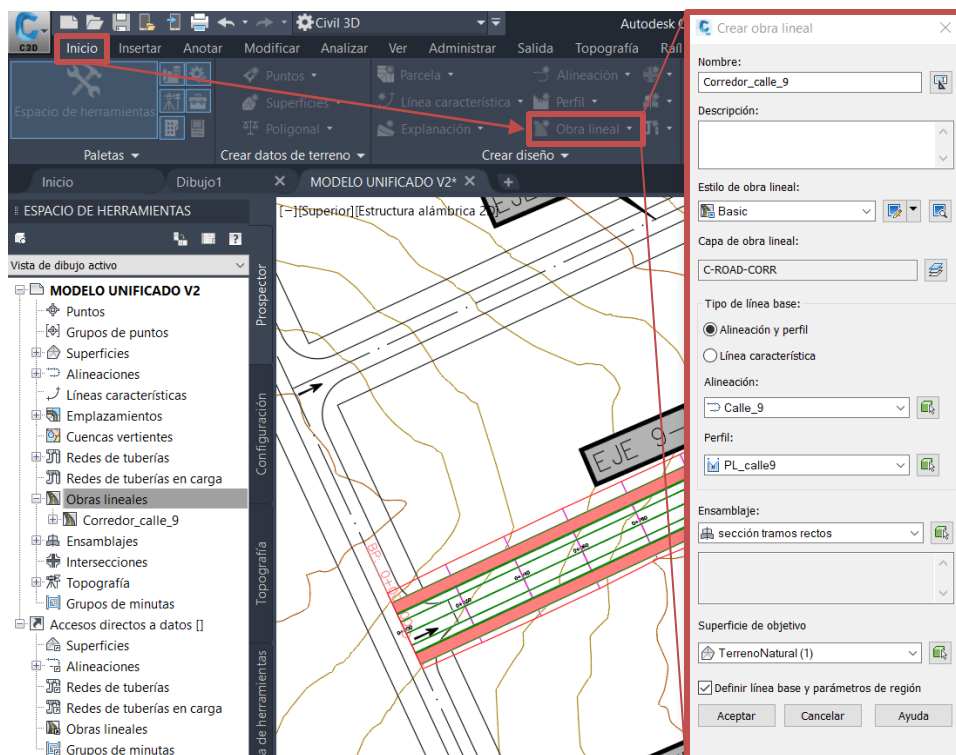 C3D
Civil 3D
Autodesk C
Inicio
Insertar
Anotar
Modificar
Analizar
Ver
Administrar
Salida
Topografía
Raíl
Espacio de herramientas
Puntos
Superficies
Poligonal
Parcela
Línea característica
Explanación
Alineación
Perfil
Obra lineal
Paletas
Crear datos de terreno
Crear diseño
Inicio
Dibujo1
MODELO UNIFICADO V2*
ESPACIO DE HERRAMIENTAS
Vista de dibujo activo
MODELO UNIFICADO V2
Puntos
Grupos de puntos
Superficies
Alineaciones
Líneas características
Emplazamientos
Cuencas vertientes
Redes de tuberías
Redes de tuberías en carga
Obras lineales
Corredor_calle_9
Ensamblajes
Intersecciones
Topografía
Grupos de minutas
Accesos directos a datos []
Superficies
Alineaciones
Redes de tuberías
Redes de tuberías en carga
Obras lineales
Grupos de minutas
Prospector
Configuración
Topografía
a de herramientas
[−][Superior][Estructura alámbrica 2D]
EJE
EJE 9-
Crear obra lineal
Nombre:
Corredor_calle_9
Descripción:
Estilo de obra lineal:
Basic
Capa de obra lineal:
C-ROAD-CORR
Tipo de línea base:
Alineación y perfil
Línea característica
Alineación:
Calle_9
Perfil:
PL_calle9
Ensamblaje:
sección tramos rectos
Superficie de objetivo
TerrenoNatural (1)
Definir línea base y parámetros de región
Aceptar
Cancelar
Ayuda